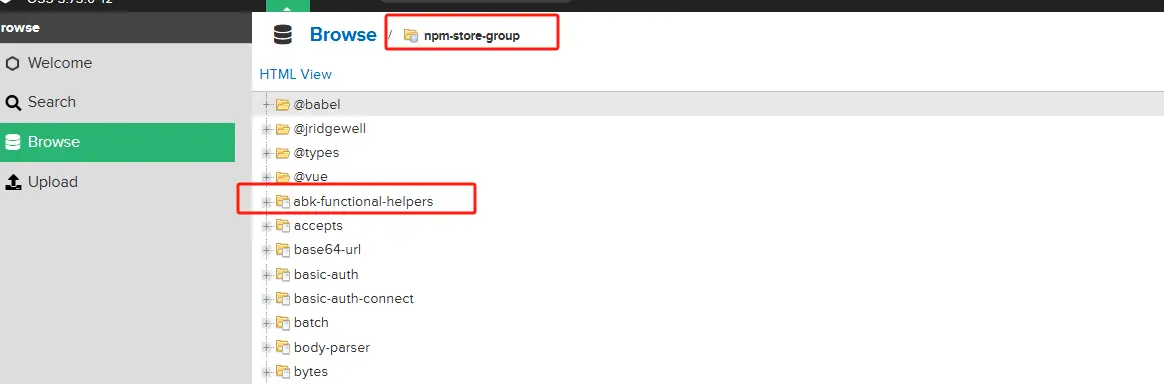 OSS 3.75.0-12
rowse
Browse / npm-store-group
Welcome
HTML View
Search
@babel
@jridgewell
Browse
@types
@vue
Upload
abk-functional-helpers
accepts
base64-url
basic-auth
basic-auth-connect
batch
body-parser
bytes